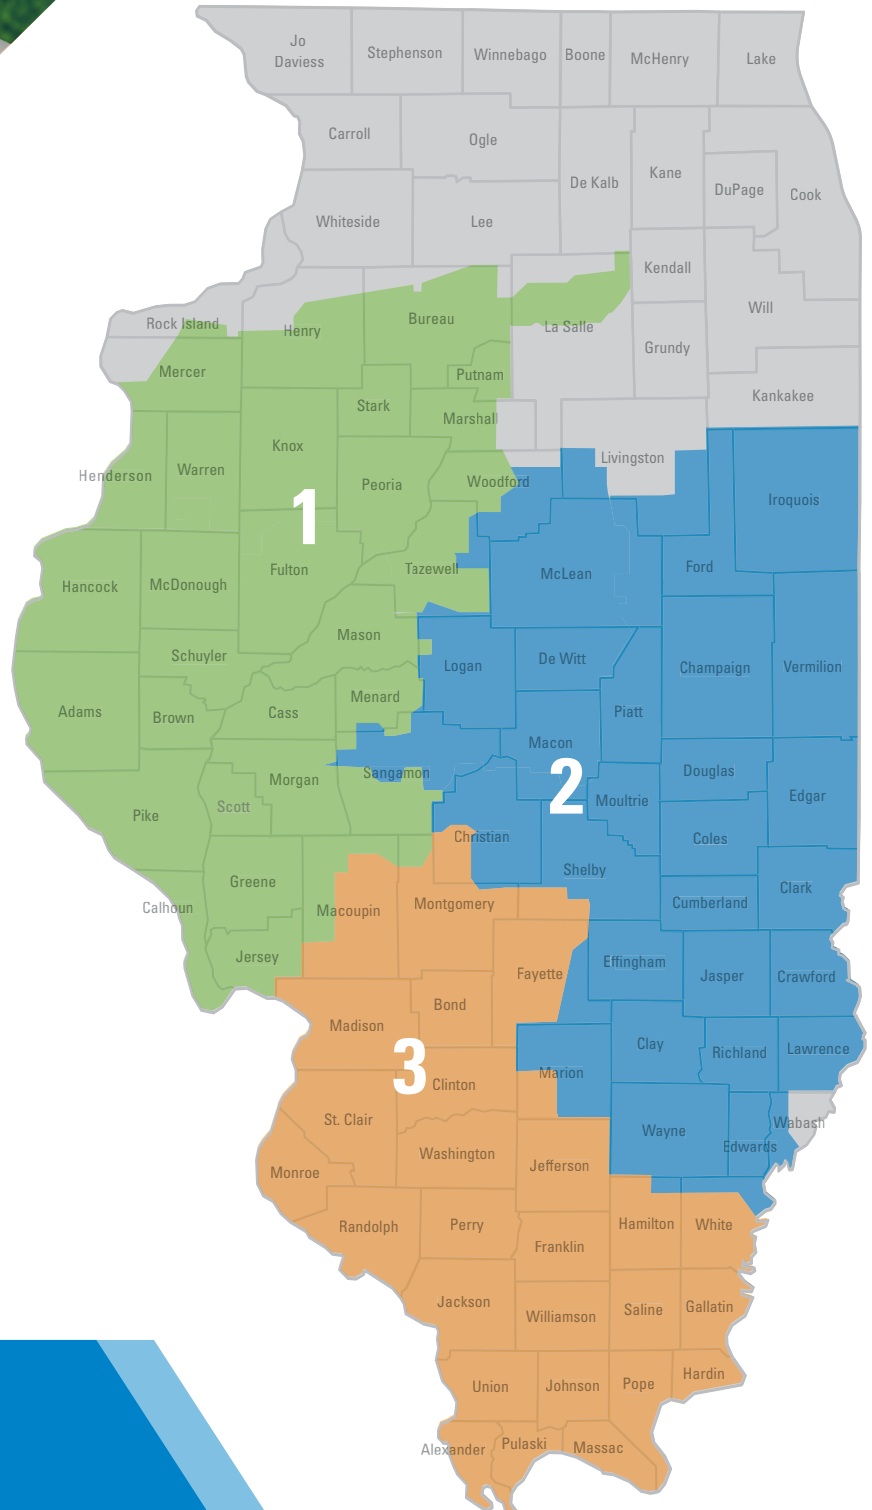 Jo
Daviess
Stephenson
Winnebago
Boone
McHenry
Lake
Carroll
Ogle
De Kalb
Kane
DuPage
Cook
Whiteside
Lee
Kendall
Will
Rock Island
Henry
Bureau
La Salle
Grundy
Mercer
Putnam
Kankakee
Stark
Marshall
Knox
Henderson
Warren
Peoria
Woodford
Livingston
Iroquois
1
Hancock
McDonough
Fulton
Tazewell
McLean
Ford
Mason
Schuyler
Logan
De Witt
Champaign
Vermilion
Adams
Brown
Cass
Menard
Piatt
Macon
Sangamon
Morgan
Scott
Pike
2
Moultrie
Douglas
Edgar
Christian
Coles
Shelby
Greene
Calhoun
Macoupin
Montgomery
Cumberland
Clark
Jersey
Fayette
Effingham
Jasper
Crawford
Madison
Bond
Clay
Richland
Lawrence
3
Clinton
Marion
St. Clair
Wayne
Edwards
Wabash
Washington
Jefferson
Monroe
Randolph
Perry
Hamilton
White
Franklin
Jackson
Williamson
Saline
Gallatin
Union
Johnson
Pope
Hardin
Alexander
Pulaski
Massac